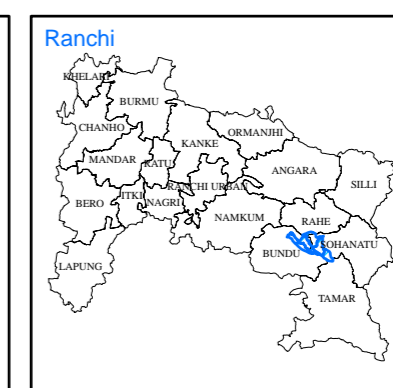 Ranchi
KHELARI
BURMU
CHANHO
ORMANJHI
KANKE
MANDAR
RATU
ANGARA
SILLI
RANCHI URBAN
ITKI
BERO
NAGRI
NAMKUM
RAHE
SOHANATU
BUNDU
LAPUNG
TAMAR